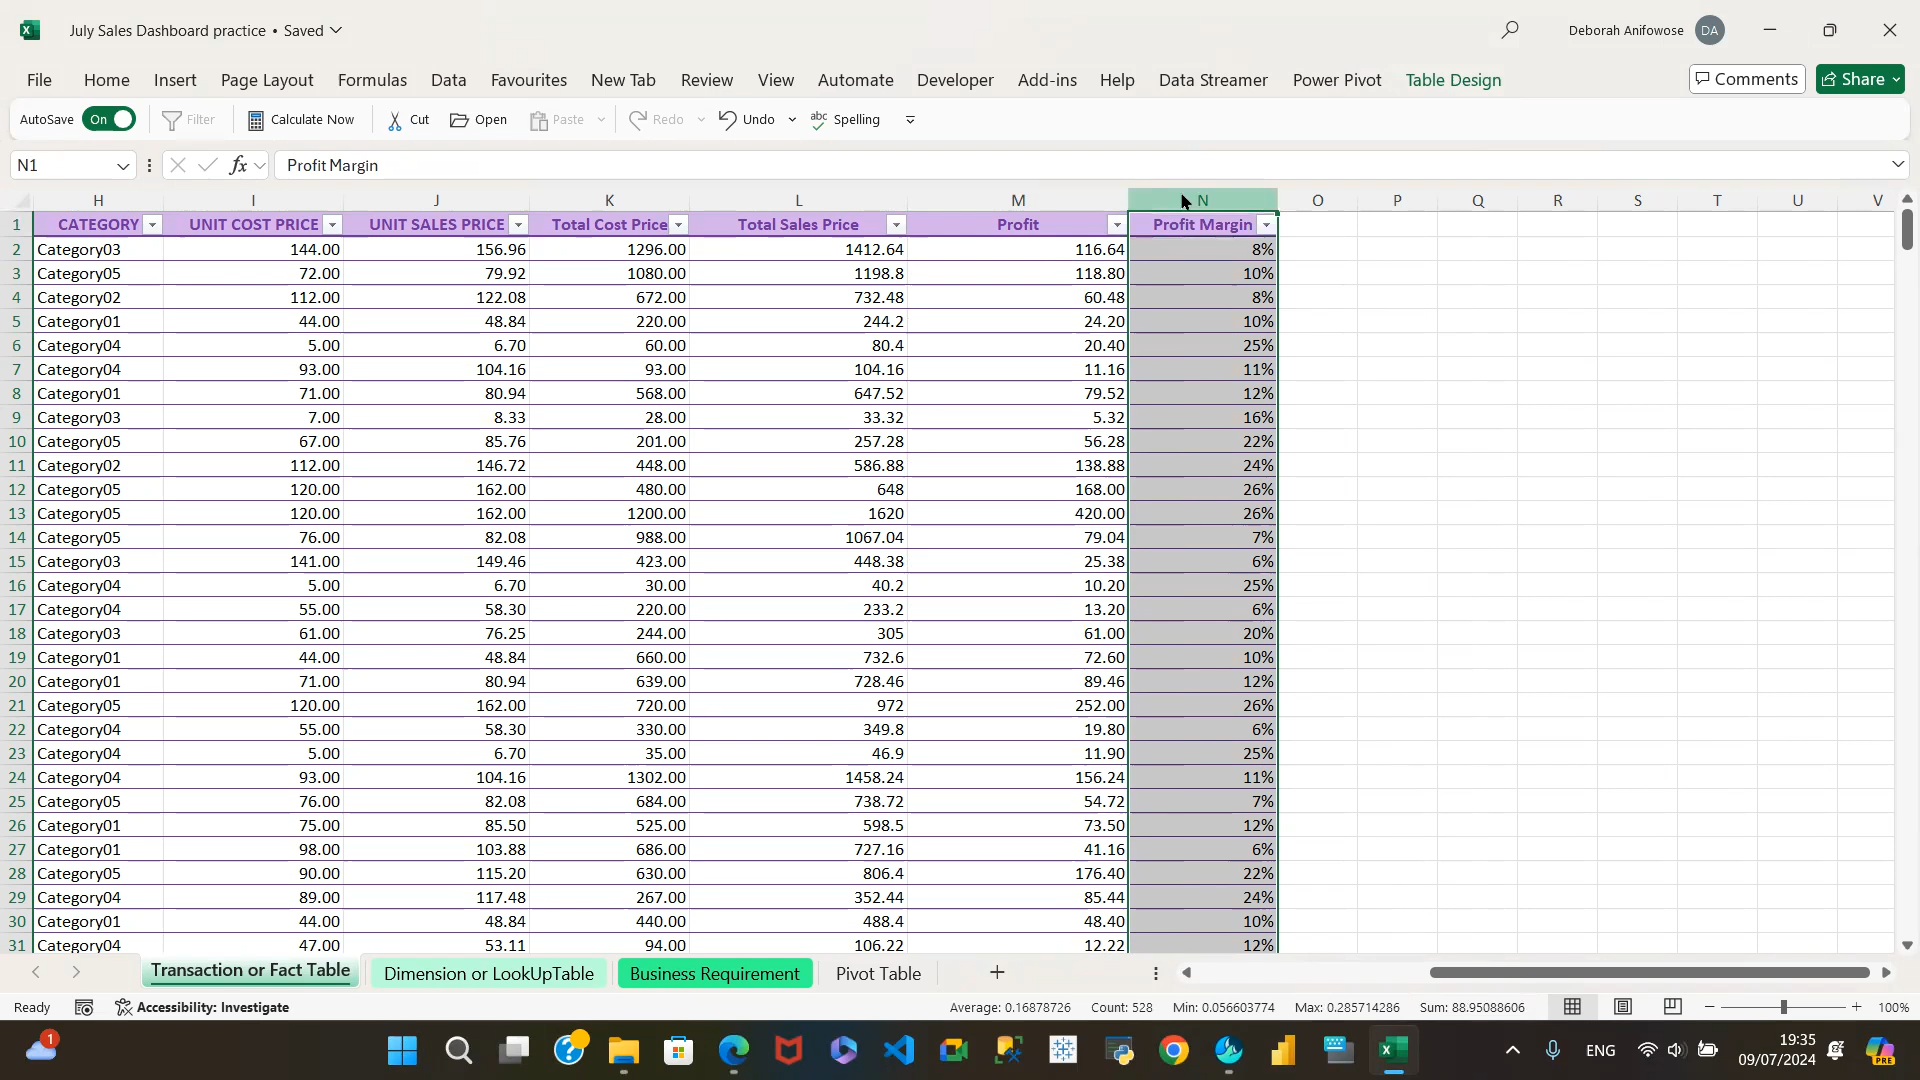 July Sales Dashboard practice • Saved
Deborah Anifowose DA
File Home Insert Page Layout Formulas Data Favourites New Tab Review View Automate Developer Add-ins Help Data Streamer Power Pivot Table Design Comments Share
AutoSave On Filter Calculate Now Cut Open Paste Redo Undo abc Spelling
N1 fx Profit Margin
H I J K L M N O P Q R S T U V
1 CATEGORY UNIT COST PRICE UNIT SALES PRICE Total Cost Price Total Sales Price Profit Profit Margin
2 Category03 144.00 156.96 1296.00 1412.64 116.64 8%
3 Category05 72.00 79.92 1080.00 1198.8 118.80 10%
4 Category02 112.00 122.08 672.00 732.48 60.48 8%
5 Category01 44.00 48.84 220.00 244.2 24.20 10%
6 Category04 5.00 6.70 60.00 80.4 20.40 25%
7 Category04 93.00 104.16 93.00 104.16 11.16 11%
8 Category01 71.00 80.94 568.00 647.52 79.52 12%
9 Category03 7.00 8.33 28.00 33.32 5.32 16%
10 Category05 67.00 85.76 201.00 257.28 56.28 22%
11 Category02 112.00 146.72 448.00 586.88 138.88 24%
12 Category05 120.00 162.00 480.00 648 168.00 26%
13 Category05 120.00 162.00 1200.00 1620 420.00 26%
14 Category05 76.00 82.08 988.00 1067.04 79.04 7%
15 Category03 141.00 149.46 423.00 448.38 25.38 6%
16 Category04 5.00 6.70 30.00 40.2 10.20 25%
17 Category04 55.00 58.30 220.00 233.2 13.20 6%
18 Category03 61.00 76.25 244.00 305 61.00 20%
19 Category01 44.00 48.84 660.00 732.6 72.60 10%
20 Category01 71.00 80.94 639.00 728.46 89.46 12%
21 Category05 120.00 162.00 720.00 972 252.00 26%
22 Category04 55.00 58.30 330.00 349.8 19.80 6%
23 Category04 5.00 6.70 35.00 46.9 11.90 25%
24 Category04 93.00 104.16 1302.00 1458.24 156.24 11%
25 Category05 76.00 82.08 684.00 738.72 54.72 7%
26 Category01 75.00 85.50 525.00 598.5 73.50 12%
27 Category01 98.00 103.88 686.00 727.16 41.16 6%
28 Category05 90.00 115.20 630.00 806.4 176.40 22%
29 Category04 89.00 117.48 267.00 352.44 85.44 24%
30 Category01 44.00 48.84 440.00 488.4 48.40 10%
31 Category04 47.00 53.11 94.00 106.22 12.22 12%
Transaction or Fact Table Dimension or LookUpTable Business Requirement Pivot Table
Ready Accessibility: Investigate Average: 0.16878726 Count: 528 Min: 0.056603774 Max: 0.285714286 Sum: 88.95088606 100%
1 ENG 19:35 PRE
09/07/2024